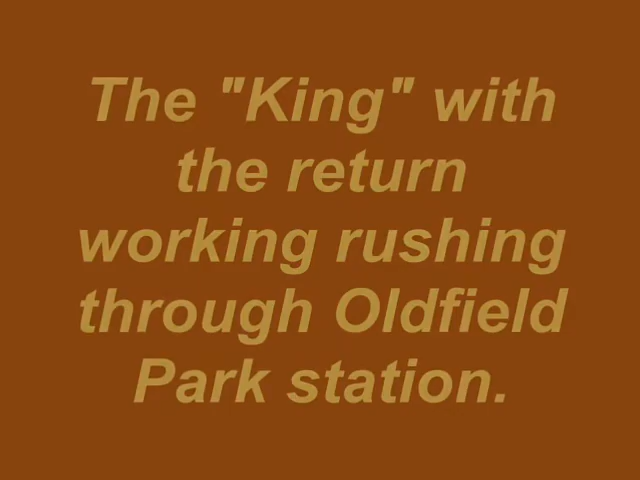 The "King" with
the return
working rushing
through Oldfield
Park station.